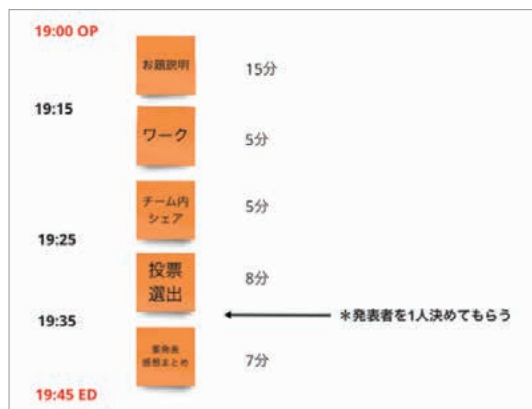 19:00 OP
お題説明
15分
19:15
ワーク
5分
チーム内
シェア
5分
19:25
投票
選出
8分
19:35
＊発表者を1人決めてもらう
案発表
感想まとめ
7分
19:45 ED